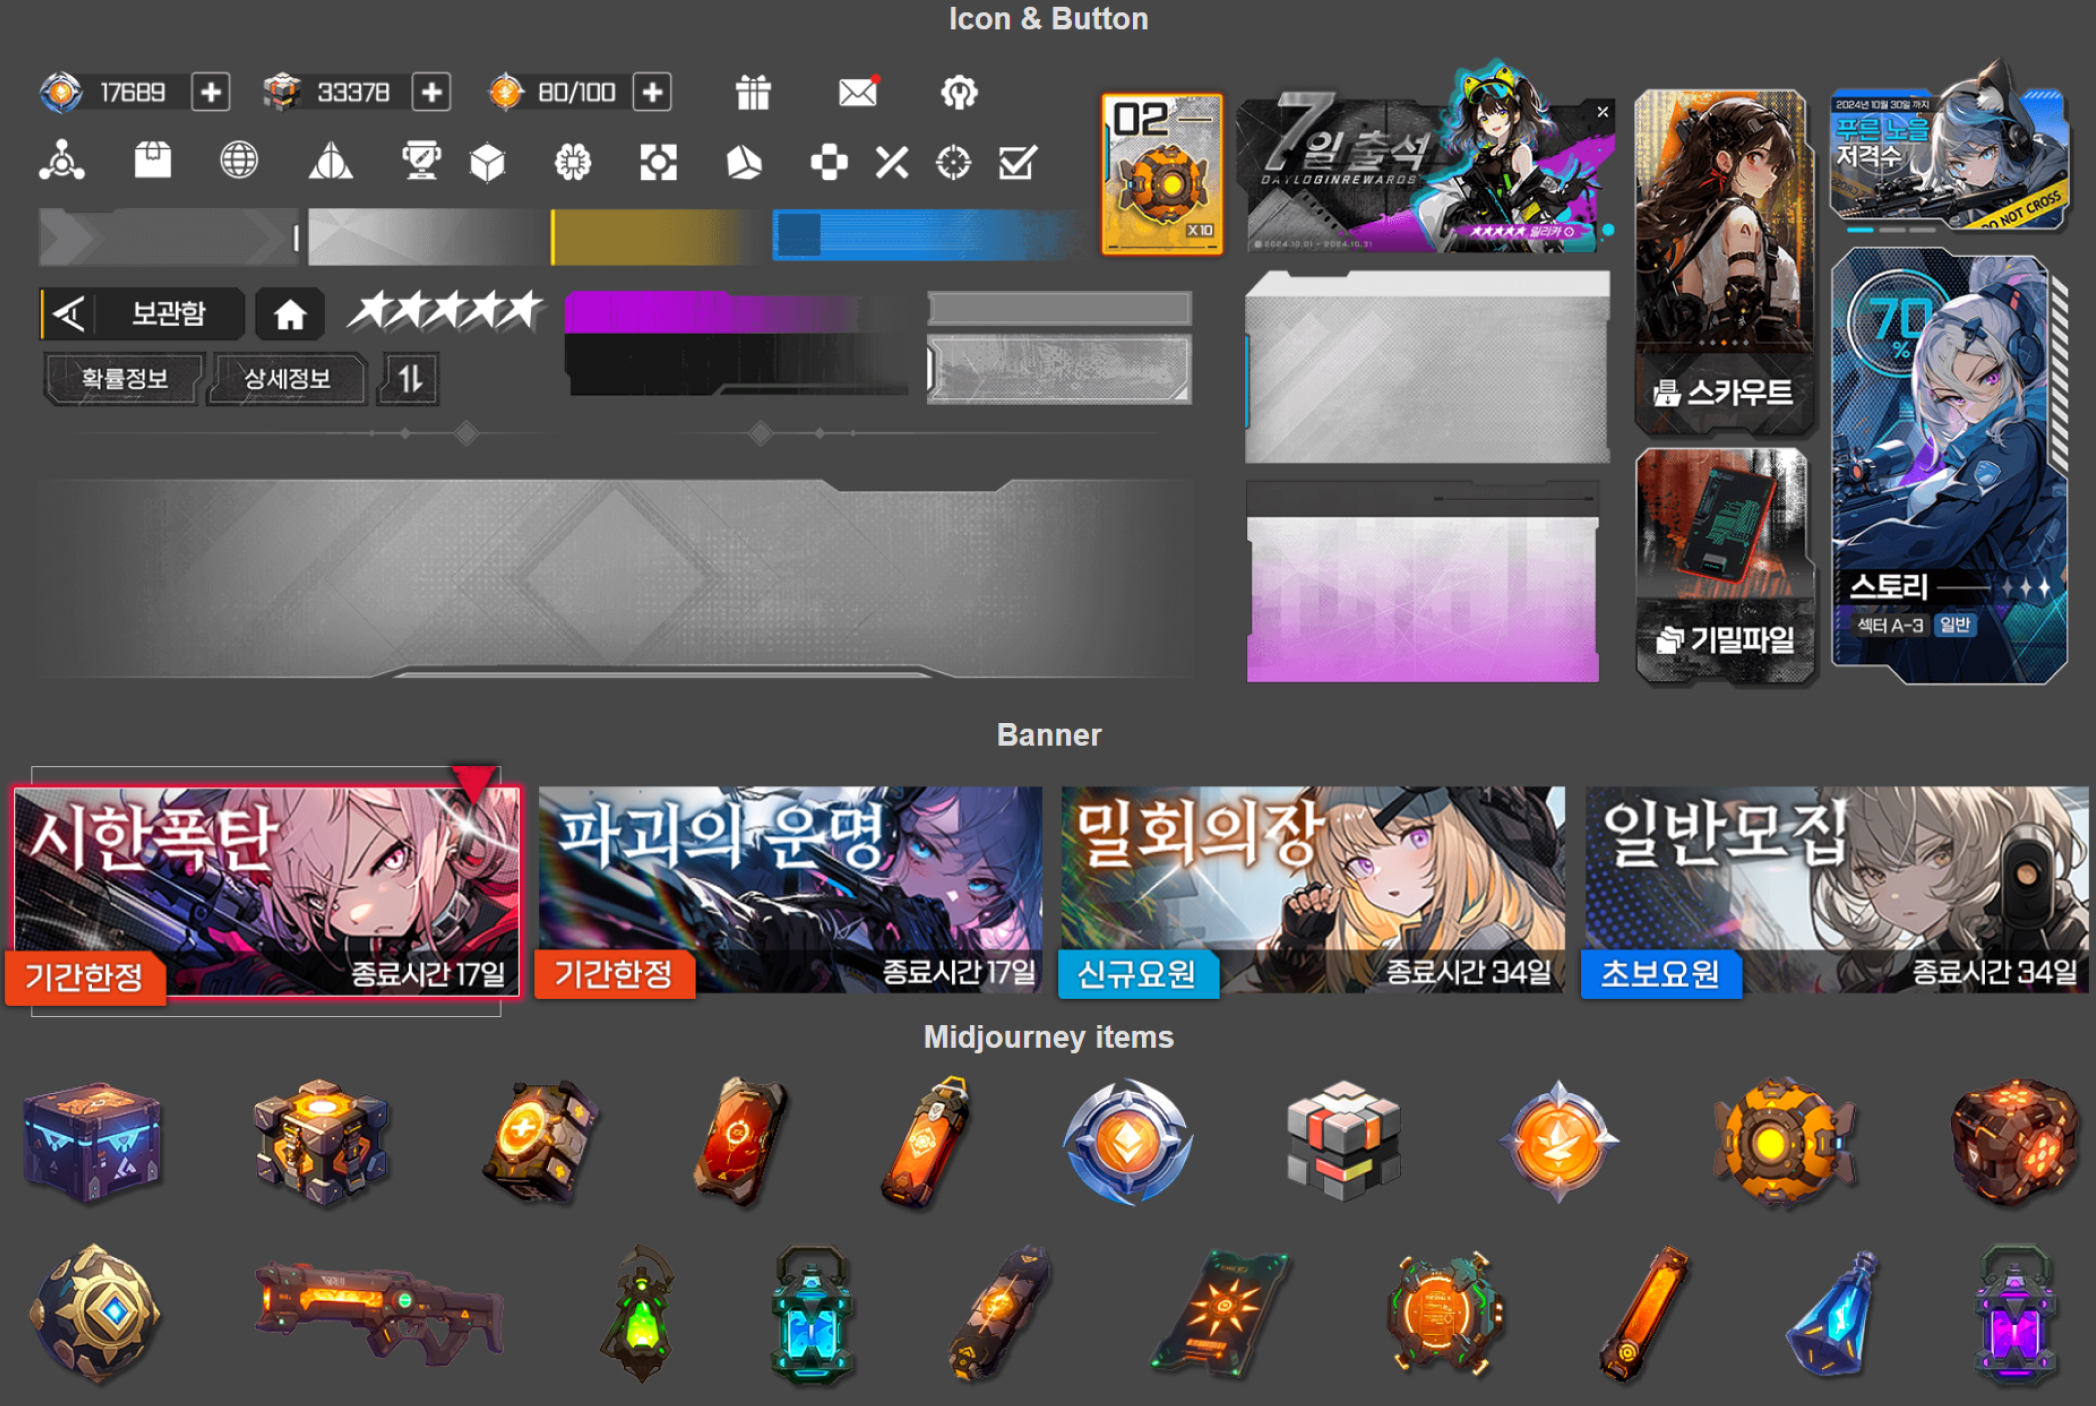 Icon & Button
17689
33378
80/100
02
X10
7일 출석
DAYLOGINREWARDS
2024.10.01 - 2024.10.31
릴리카
2024년 10월 30일 까지
푸른 노을
저격수
DO NOT CROSS
보관함
확률정보
상세정보
스카우트
기밀파일
70
%
스토리
섹터 A-3
일반
Banner
시한폭탄
기간한정
종료시간 17일
파괴의 운명
기간한정
종료시간 17일
밀회의장
신규요원
종료시간 34일
일반모집
초보요원
종료시간 34일
Midjourney items